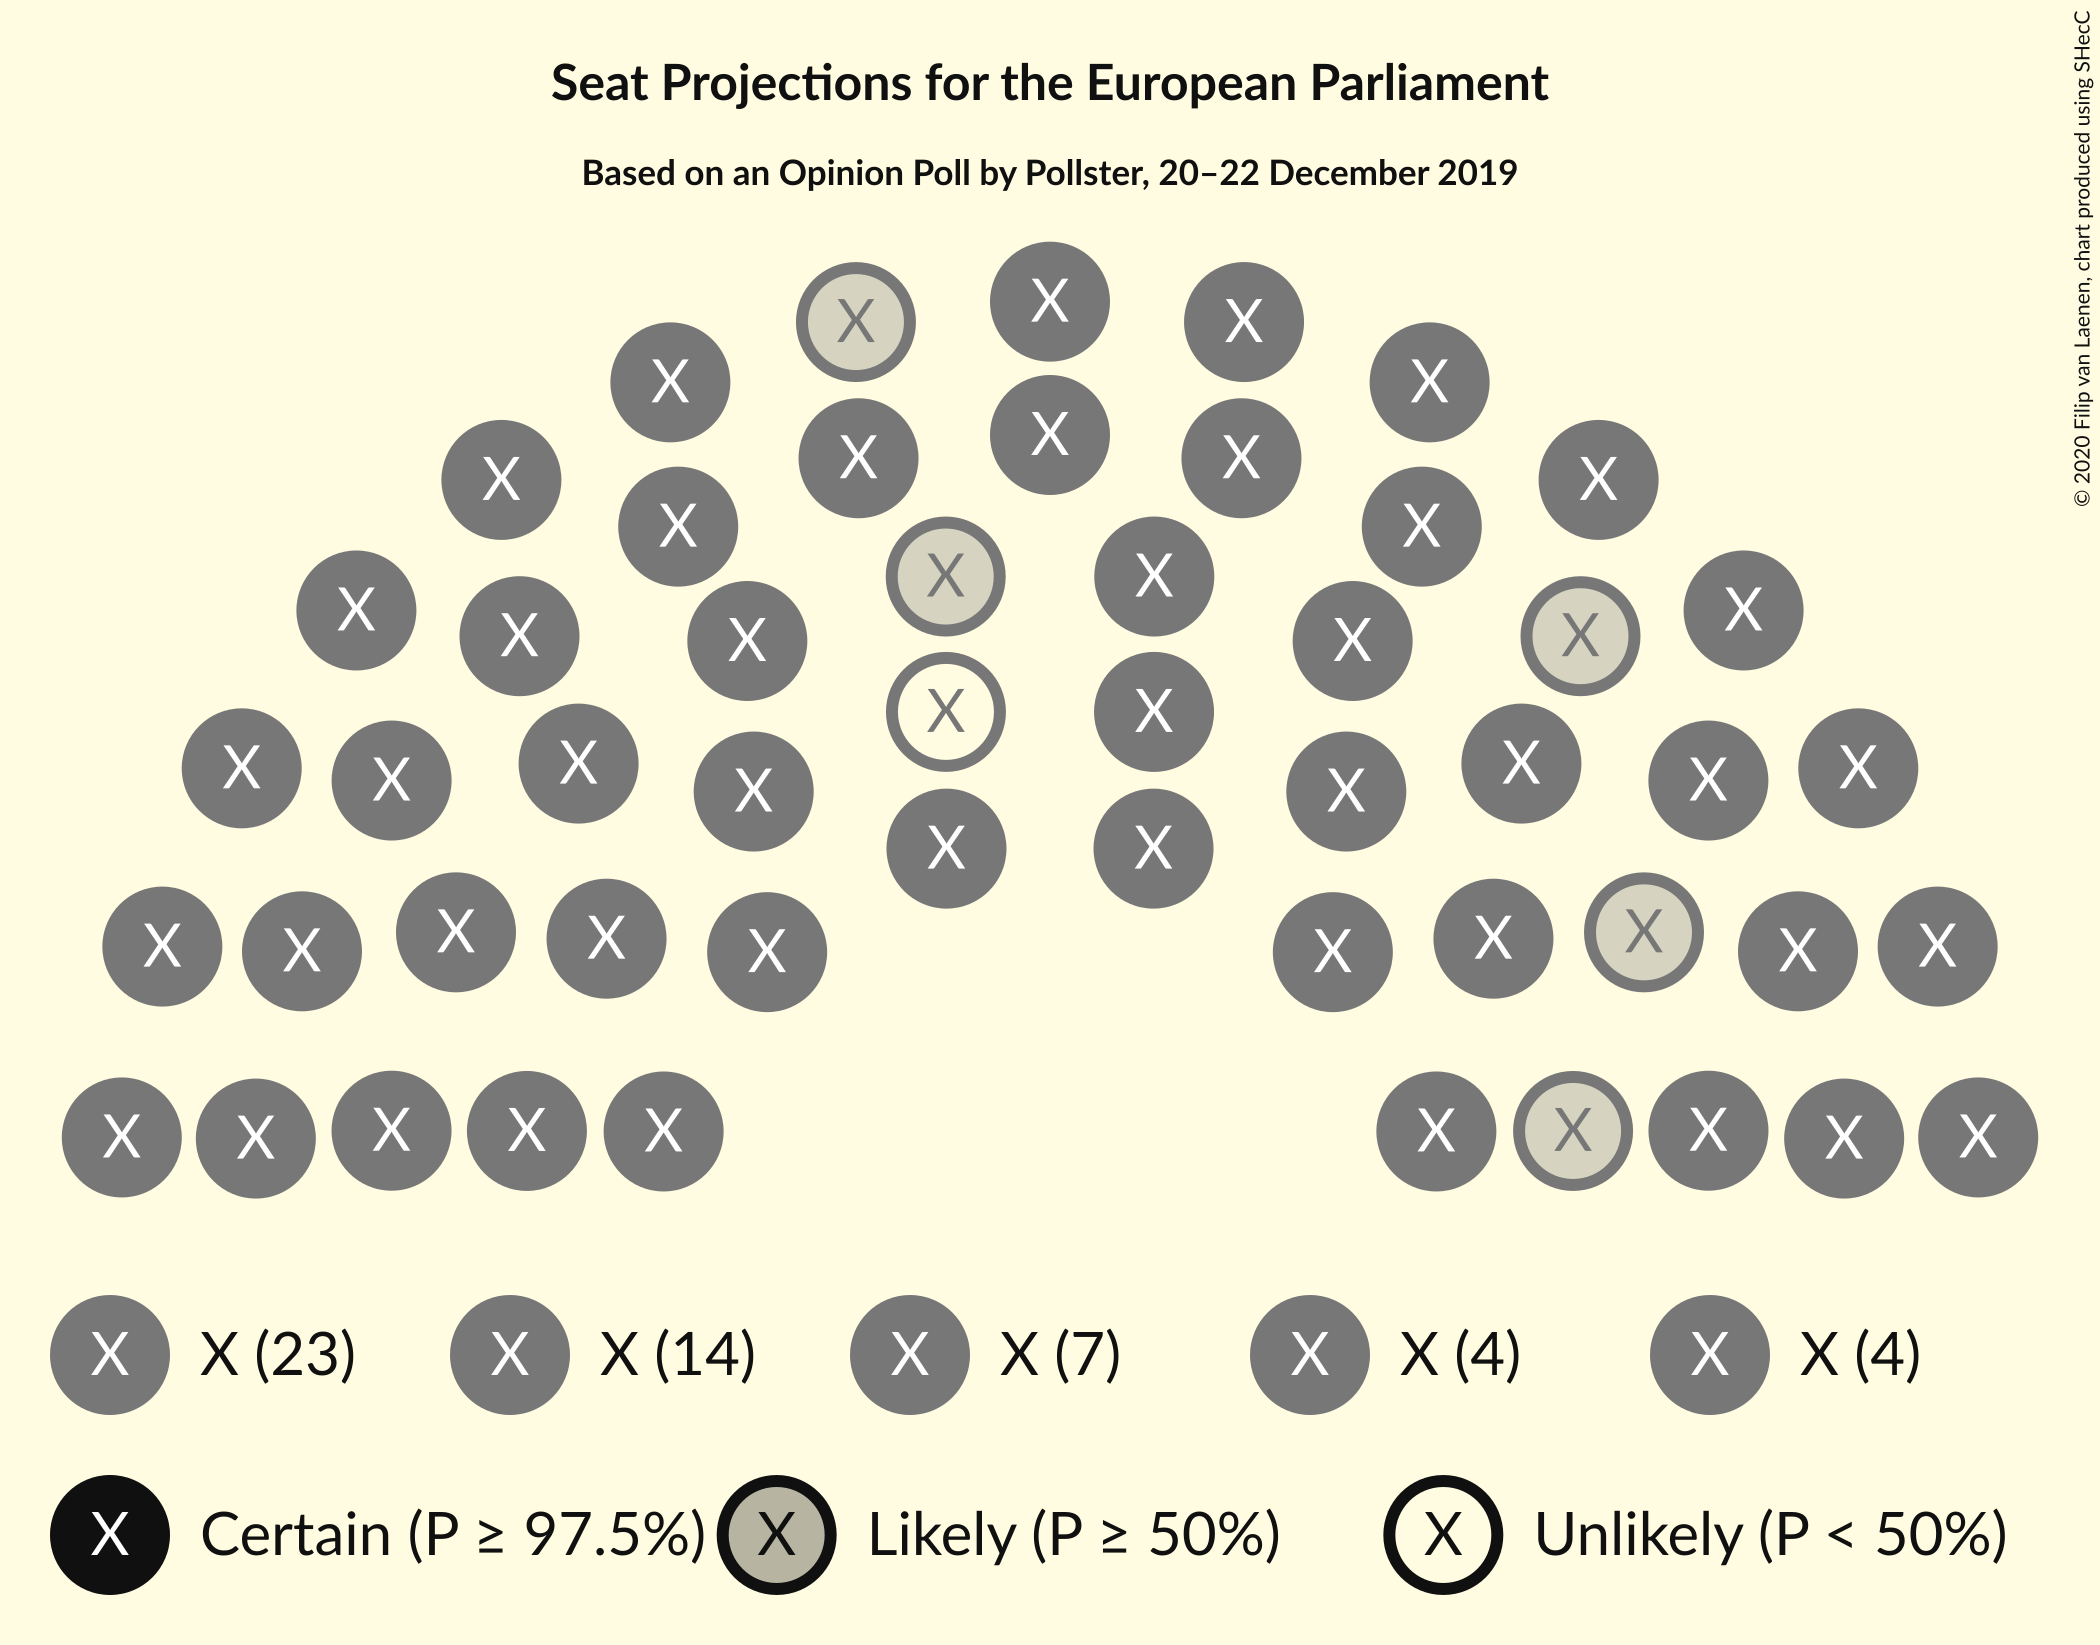 Seat Projections for the European Parliament
Based on an Opinion Poll by Pollster, 20–22 December 2019
© 2020 Filip van Laenen, chart produced using SHecC
X X X
X X
X X X
X X
X X
X X
X X X X
X X
X X
X X X X X X
X X
X X
X X X X X X X X X X
X X X X X X X X X X
X X (23) X X (14) X X (7) X X (4) X X (4)
X Certain (P ≥ 97.5%) X Likely (P ≥ 50%) X Unlikely (P < 50%)